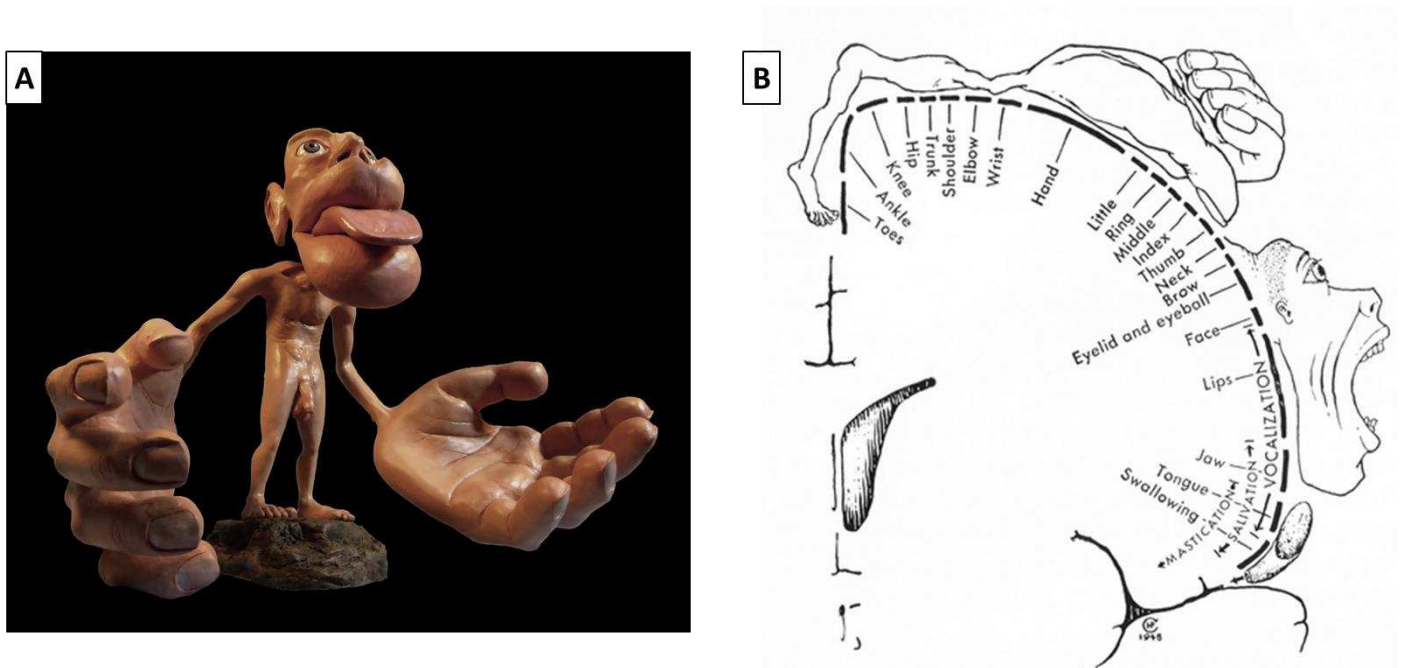 A
B
Toes
Ankle
Knee
Hip
Trunk
Shoulder
Elbow
Wrist
Hand
Little
Ring
Middle
Index
Thumb
Neck
Brow
Eyelid and eyeball
Face
Lips
Jaw
Tongue
Swallowing
VOCALIZATION
SALIVATION
MASTICATION
1948